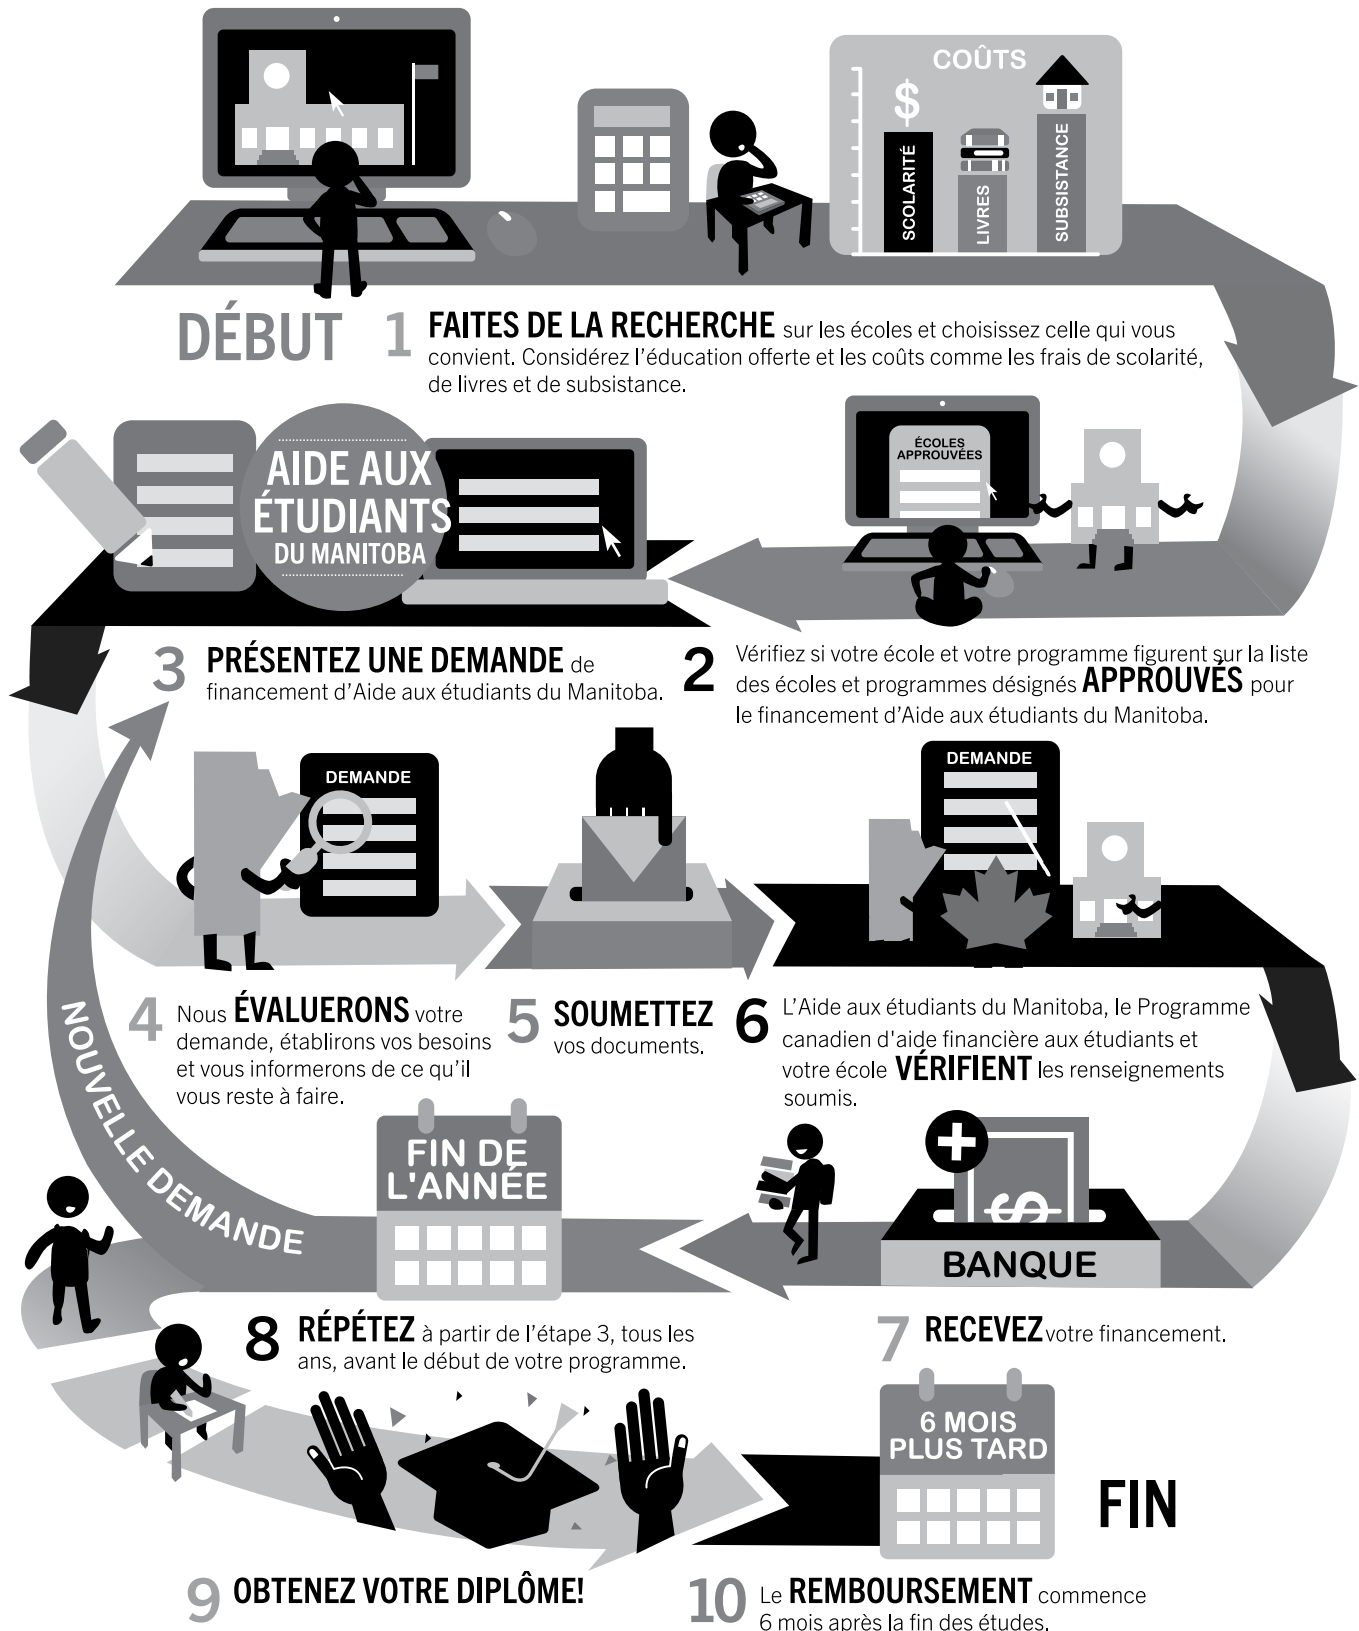 COÛTS
$
SCOLARITÉ
LIVRES
SUBSISTANCE
DÉBUT
1 FAITES DE LA RECHERCHE sur les écoles et choisissez celle qui vous
convient. Considérez l'éducation offerte et les coûts comme les frais de scolarité,
de livres et de subsistance.
ÉCOLES
APPROUVÉES
2 Vérifiez si votre école et votre programme figurent sur la liste
des écoles et programmes désignés APPROUVÉS pour
le financement d'Aide aux étudiants du Manitoba.
AIDE AUX
ÉTUDIANTS
DU MANITOBA
3 PRÉSENTEZ UNE DEMANDE de
financement d'Aide aux étudiants du Manitoba.
DEMANDE
4 Nous ÉVALUERONS votre
demande, établirons vos besoins
et vous informerons de ce qu'il
vous reste à faire.
5 SOUMETTEZ
vos documents.
DEMANDE
6 L'Aide aux étudiants du Manitoba, le Programme
canadien d'aide financière aux étudiants et
votre école VÉRIFIENT les renseignements
soumis.
$
BANQUE
7 RECEVEZ votre financement.
FIN DE
L'ANNÉE
NOUVELLE DEMANDE
8 RÉPÉTEZ à partir de l'étape 3, tous les
ans, avant le début de votre programme.
9 OBTENEZ VOTRE DIPLÔME!
6 MOIS
PLUS TARD
FIN
10 Le REMBOURSEMENT commence
6 mois après la fin des études.